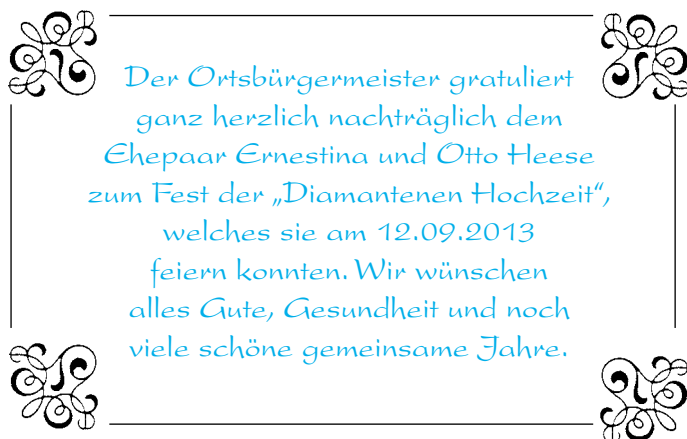 Der Ortsbürgermeister gratuliert
ganz herzlich nachträglich dem
Ehepaar Ernestina und Otto Heese
zum Fest der „Diamantenen Hochzeit“,
welches sie am 12.09.2013
feiern konnten. Wir wünschen
alles Gute, Gesundheit und noch
viele schöne gemeinsame Jahre.